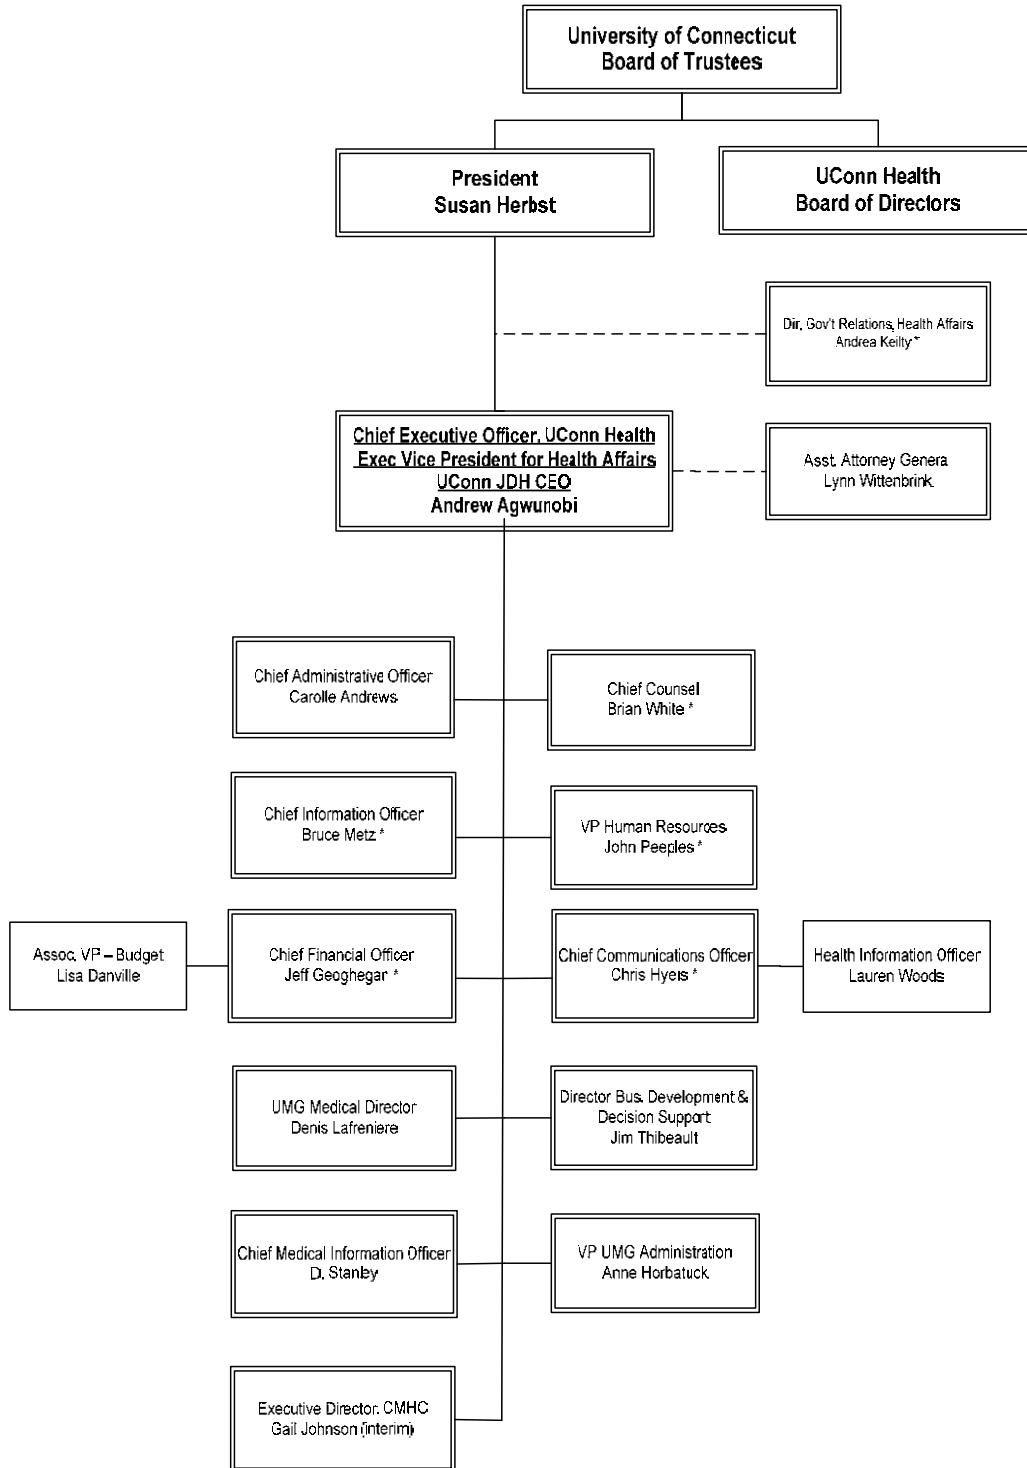 University of Connecticut
Board of Trustees
President
Susan Herbst
UConn Health
Board of Directors
Dir, Gov't Relations, Health Affairs
Andrea Keilty *
Chief Executive Officer, UConn Health
Exec Vice President for Health Affairs
UConn JDH CEO
Andrew Agwunobi
Asst. Attorney Genera
Lynn Wittenbrink
Chief Administrative Officer
Carolle Andrews
Chief Counsel
Brian White *
Chief Information Officer
Bruce Metz *
VP Human Resources
John Peeples *
Assoc. VP – Budget
Lisa Danville
Chief Financial Officer
Jeff Geoghegan *
Chief Communications Officer
Chris Hyers *
Health Information Officer
Lauren Woods
UMG Medical Director
Denis Lafreniere
Director Bus. Development &
Decision Support
Jim Thibeault
Chief Medical Information Officer
D. Stanley
VP UMG Administration
Anne Horbatuck
Executive Director, CMHC
Gail Johnson (interim)